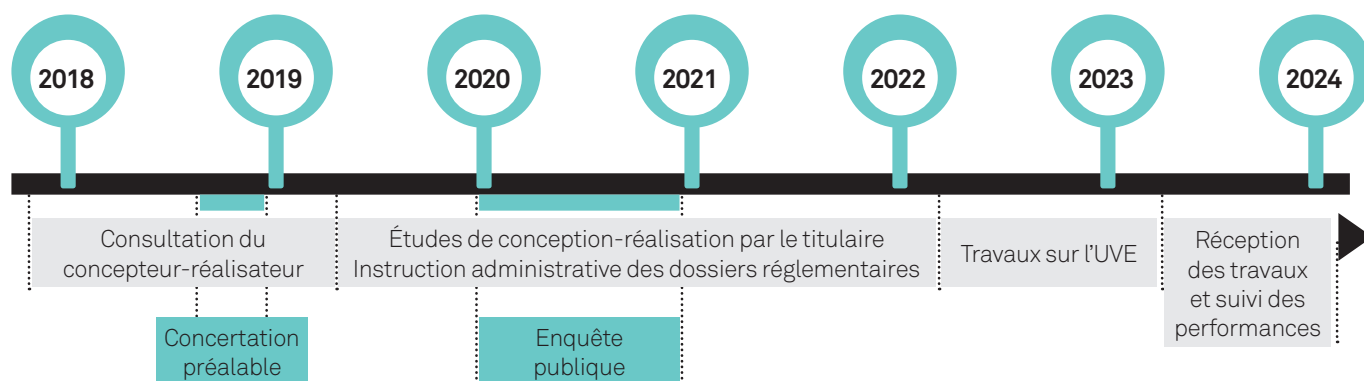 2018
2019
2020
2021
2022
2023
2024
Consultation du
concepteur-réalisateur
Études de conception-réalisation par le titulaire
Instruction administrative des dossiers réglementaires
Travaux sur l'UVE
Réception
des travaux
et suivi des
performances
Concertation
préalable
Enquête
publique